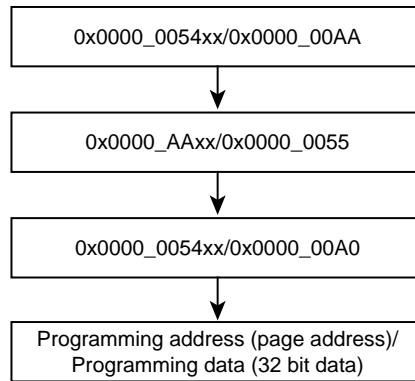 0x0000_0054xx/0x0000_00AA
0x0000_AAxx/0x0000_0055
0x0000_0054xx/0x0000_00A0
Programming address (page address)/
Programming data (32 bit data)